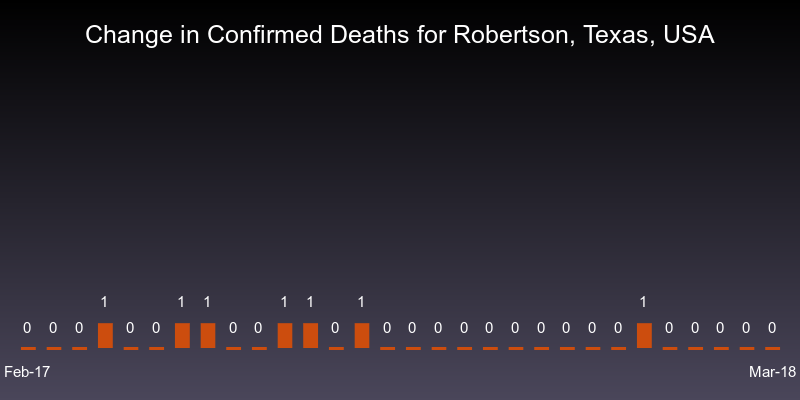 Change in Confirmed Deaths for Robertson, Texas, USA
1 1 1 1 1 1 1
0 0 0 0 0 0 0 0 0 0 0 0 0 0 0 0 0 0 0 0 0 0 0
Feb-17 Mar-18